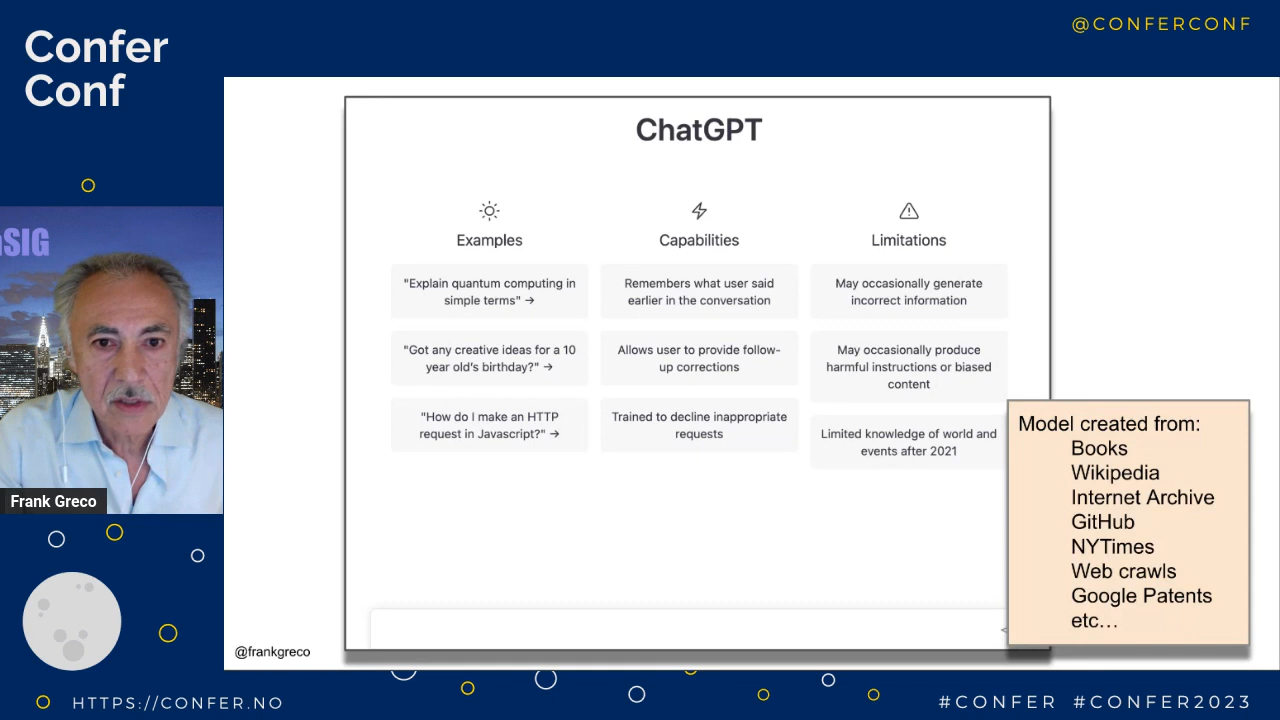 Confer
Conf
@CONFERCONF
ChatGPT
Examples
"Explain quantum computing in
simple terms" →
"Got any creative ideas for a 10
year old's birthday?" →
"How do I make an HTTP
request in Javascript?" →
Capabilities
Remembers what user said
earlier in the conversation
Allows user to provide follow-
up corrections
Trained to decline inappropriate
requests
Limitations
May occasionally generate
incorrect information
May occasionally produce
harmful instructions or biased
content
Limited knowledge of world and
events after 2021
Model created from:
Books
Wikipedia
Internet Archive
GitHub
NYTimes
Web crawls
Google Patents
etc...
SIG
Frank Greco
@frankgreco
HTTPS://CONFER.NO
#CONFER #CONFER2023